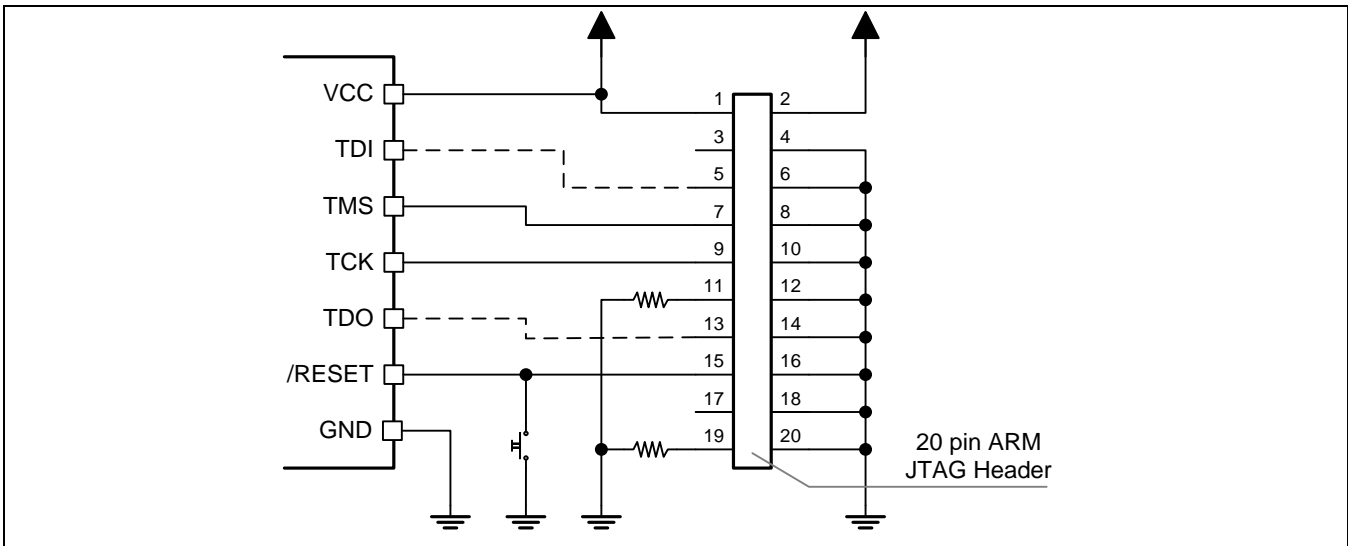 VCC
TDI
TMS
TCK
TDO
/RESET
GND
1 2
3 4
5 6
7 8
9 10
11 12
13 14
15 16
17 18
19 20
20 pin ARM
JTAG Header